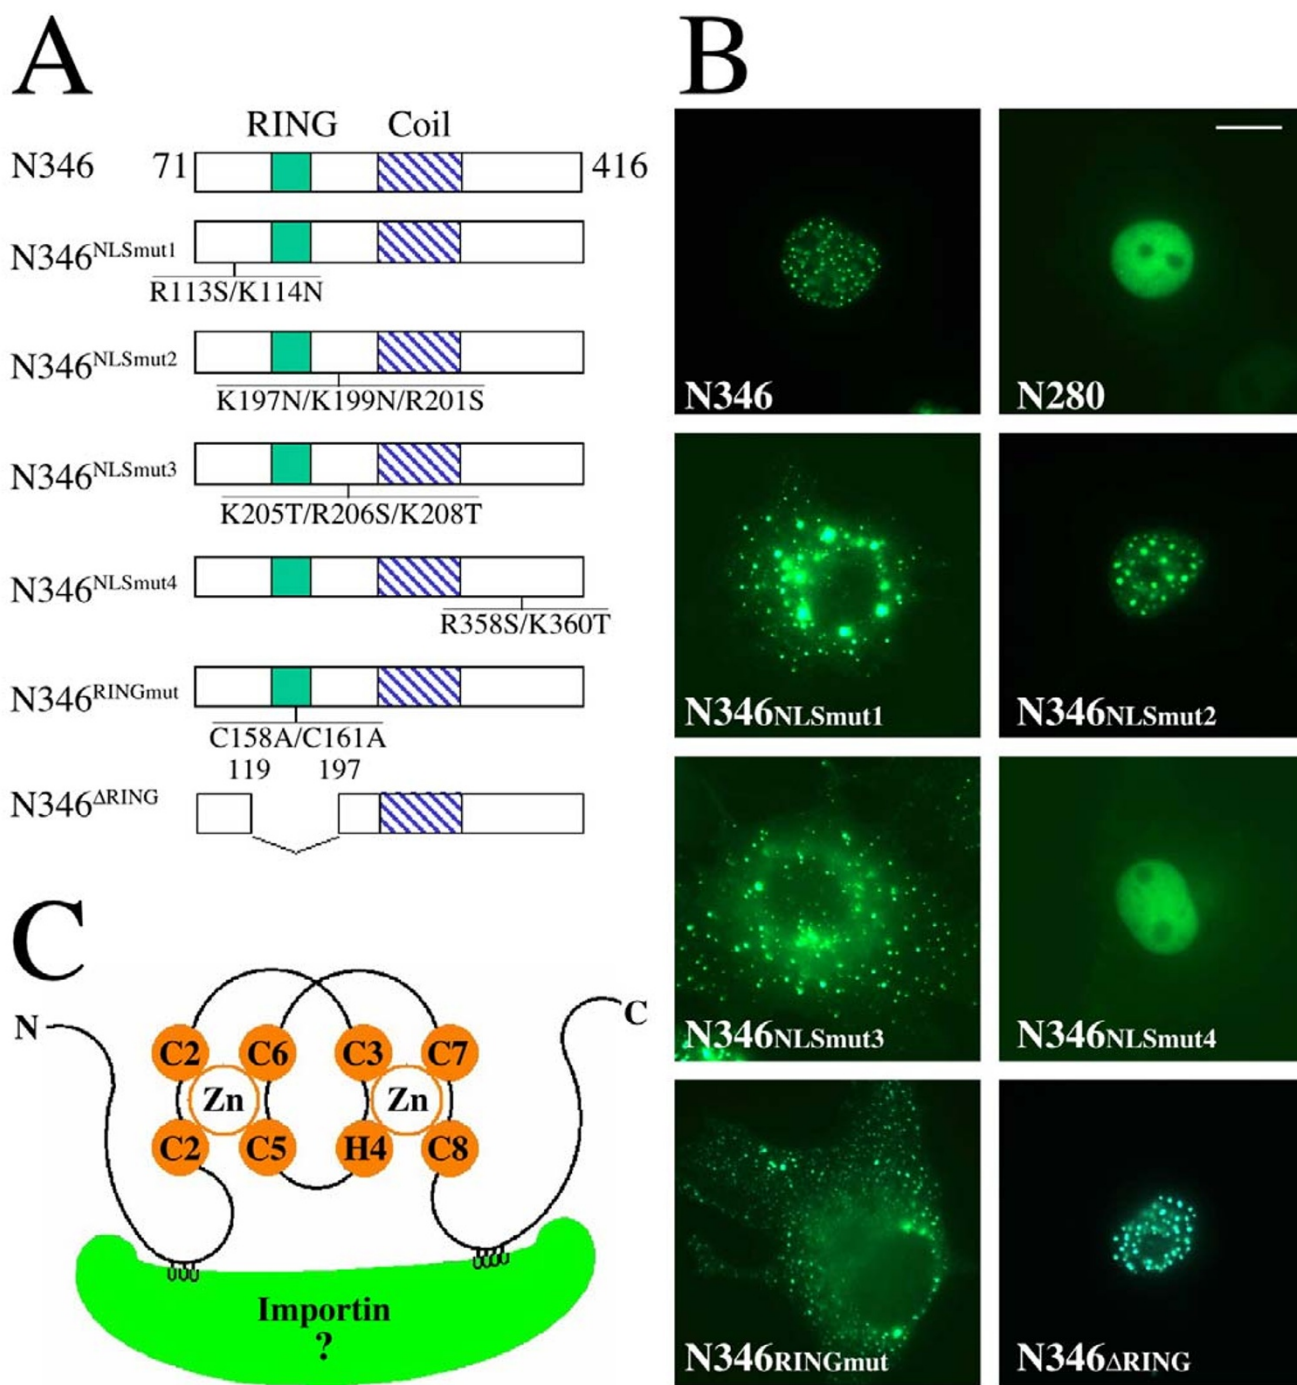 A
RING Coil
N346 71 416
N346NLSmut1
R113S/K114N
N346NLSmut2
K197N/K199N/R201S
N346NLSmut3
K205T/R206S/K208T
N346NLSmut4
R358S/K360T
N346RINGmut
C158A/C161A
119 197
N346ΔRING
B
N346 N280
N346NLSmut1 N346NLSmut2
N346NLSmut3 N346NLSmut4
N346RINGmut N346ΔRING
C
N C
C2 C6 C3 C7
Zn Zn
C2 C5 H4 C8
Importin
?